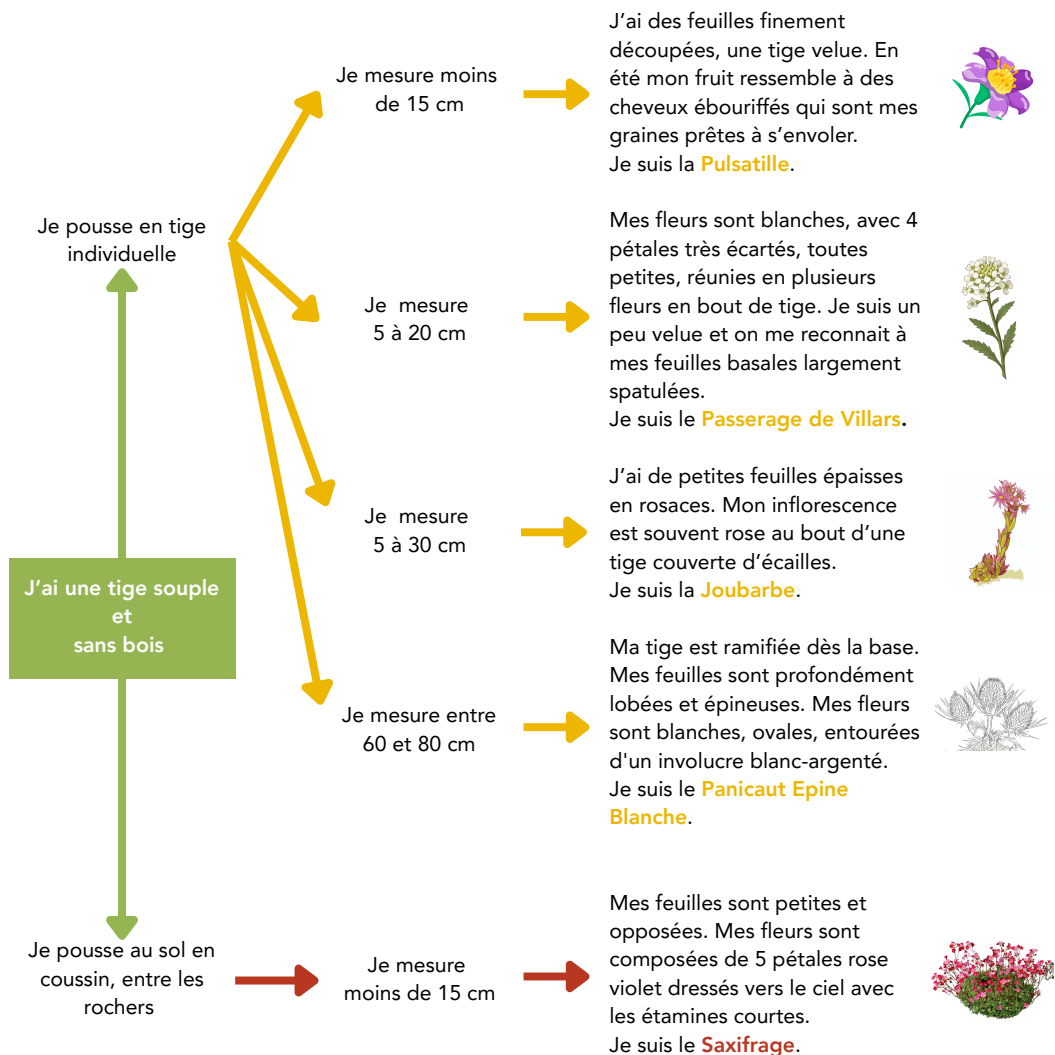 J'ai une tige souple
et
sans bois
Je pousse en tige
individuelle
Je mesure moins
de 15 cm
J'ai des feuilles finement
découpées, une tige velue. En
été mon fruit ressemble à des
cheveux ébouriffés qui sont mes
graines prêtes à s'envoler.
Je suis la Pulsatille.
Je mesure
5 à 20 cm
Mes fleurs sont blanches, avec 4
pétales très écartés, toutes
petites, réunies en plusieurs
fleurs en bout de tige. Je suis un
peu velue et on me reconnait à
mes feuilles basales largement
spatulées.
Je suis le Passerage de Villars.
Je mesure
5 à 30 cm
J'ai de petites feuilles épaisses
en rosaces. Mon inflorescence
est souvent rose au bout d'une
tige couverte d'écailles.
Je suis la Joubarbe.
Je mesure entre
60 et 80 cm
Ma tige est ramifiée dès la base.
Mes feuilles sont profondément
lobées et épineuses. Mes fleurs
sont blanches, ovales, entourées
d'un involucre blanc-argenté.
Je suis le Panicaut Epine
Blanche.
Je pousse au sol en
coussin, entre les
rochers
Je mesure
moins de 15 cm
Mes feuilles sont petites et
opposées. Mes fleurs sont
composées de 5 pétales rose
violet dressés vers le ciel avec
les étamines courtes.
Je suis le Saxifrage.